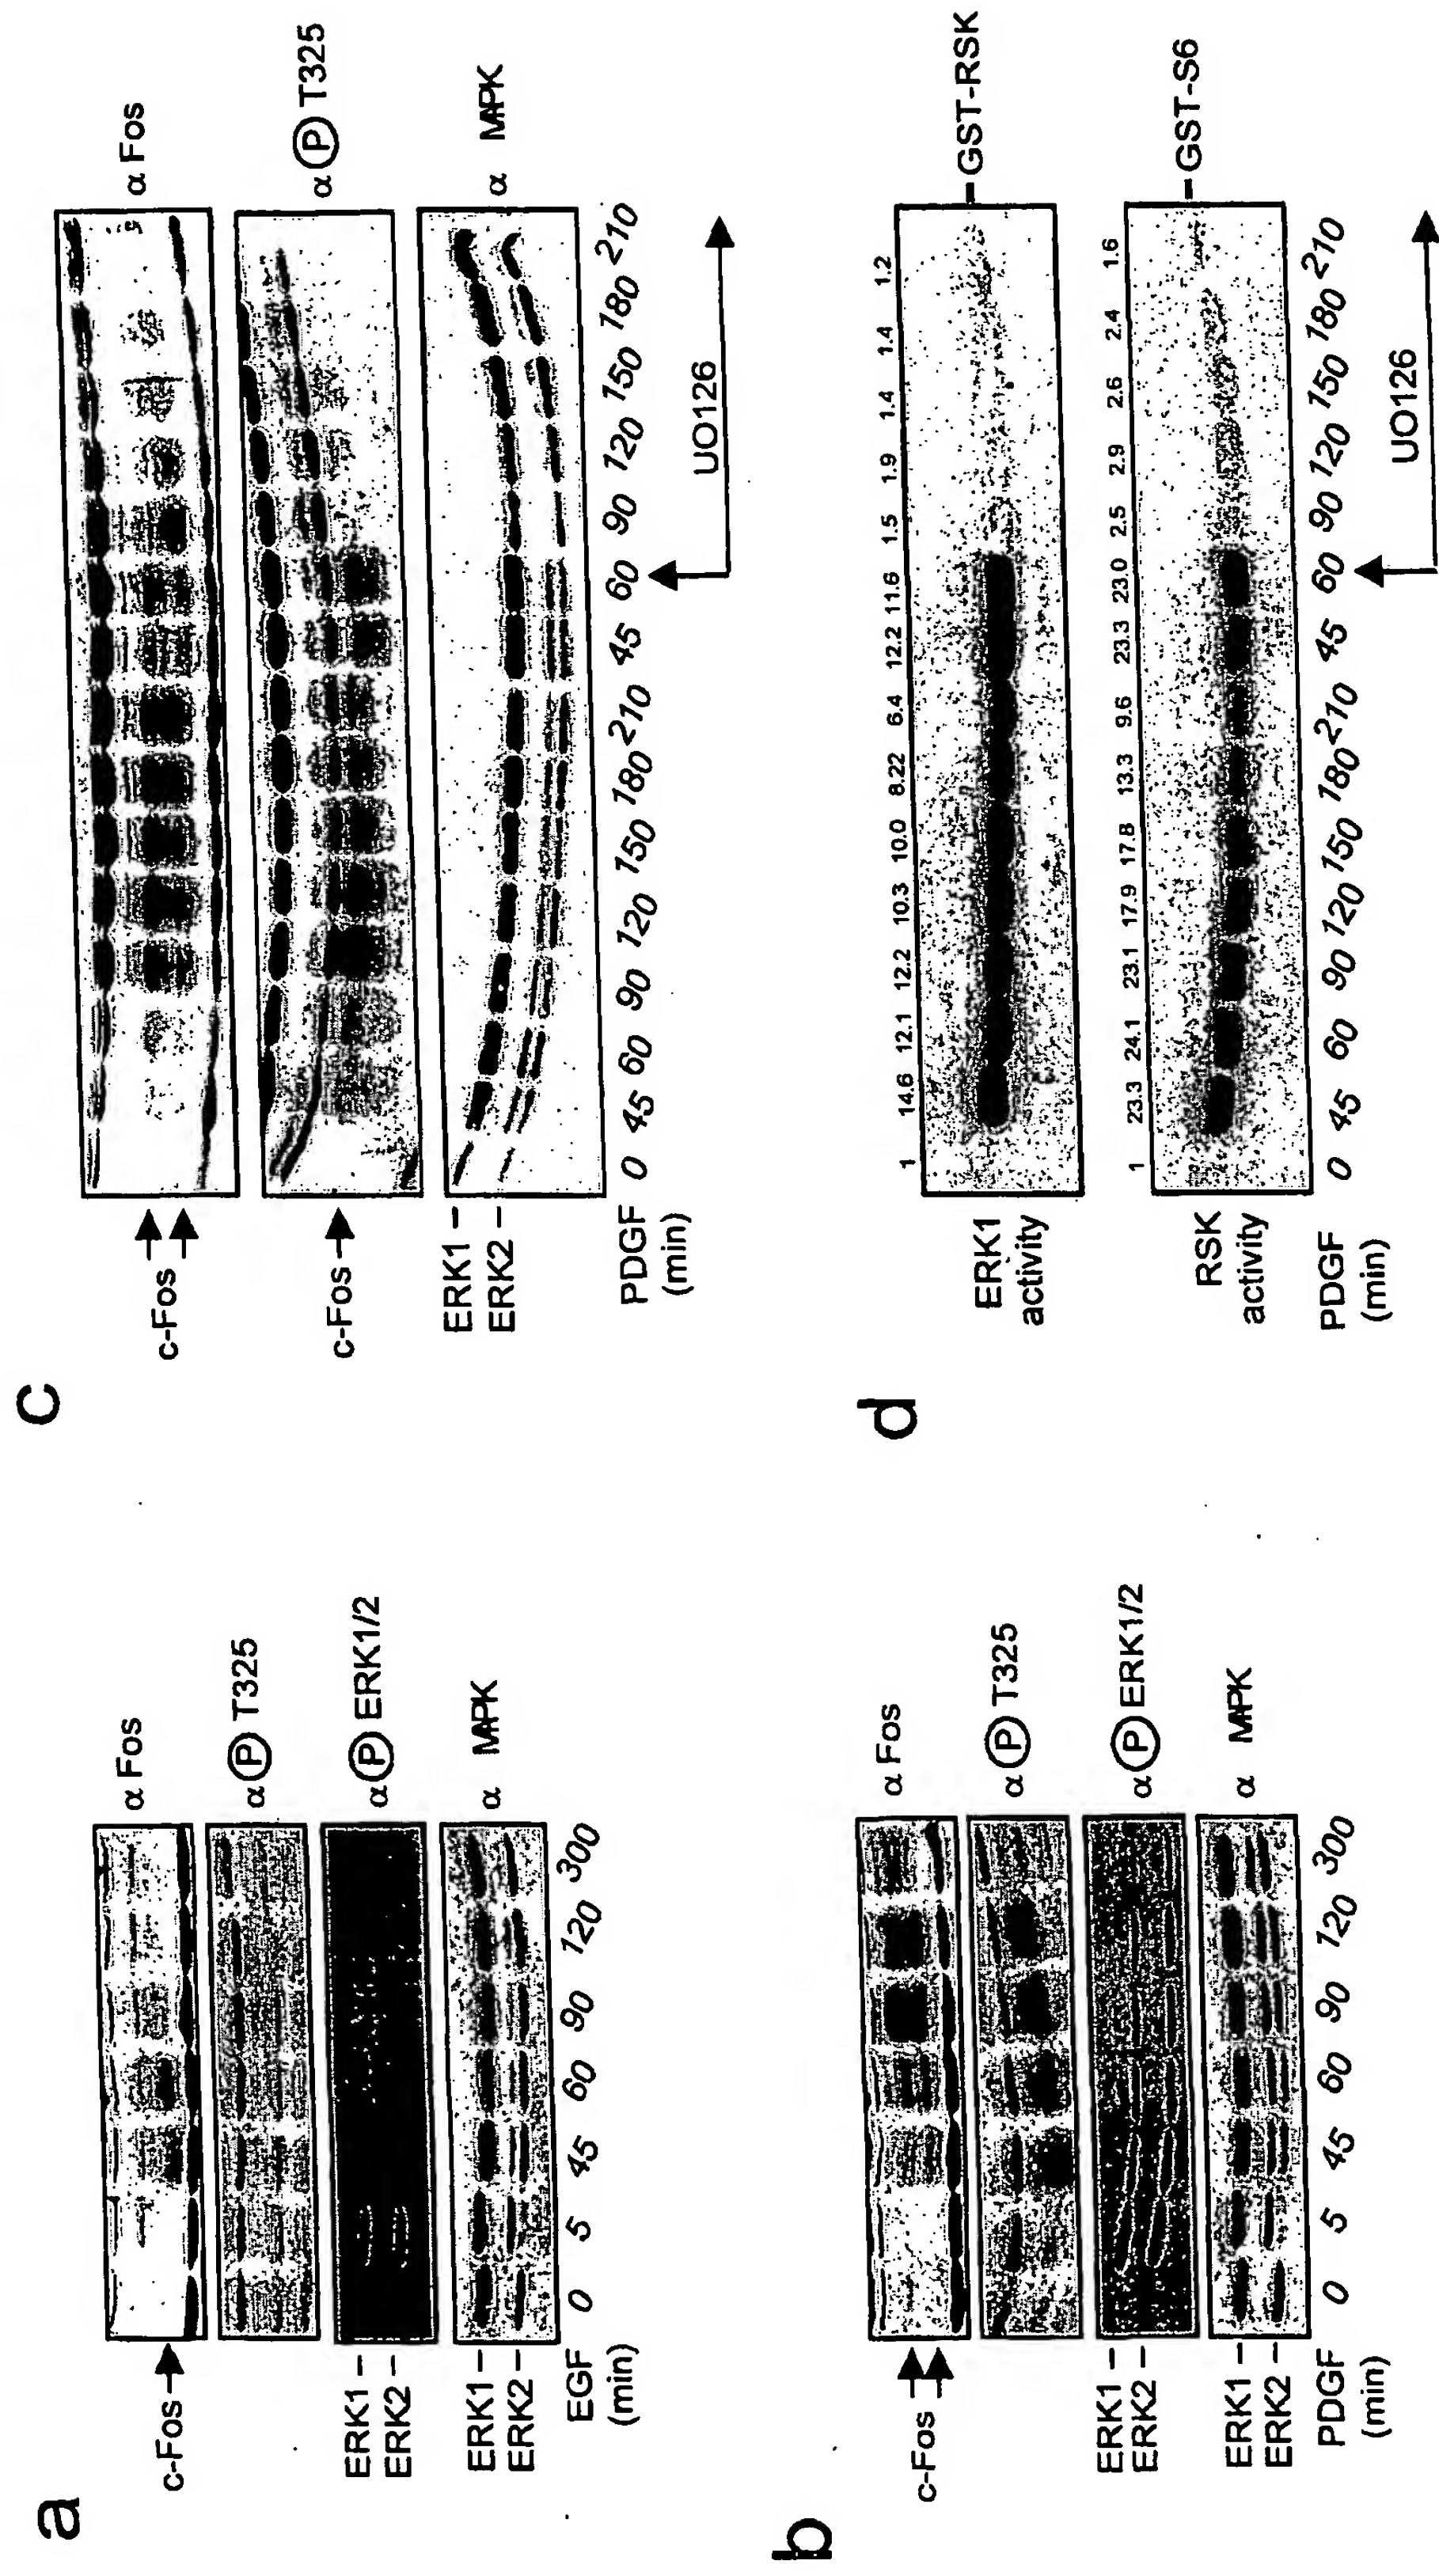 a
c-Fos
α Fos
α P T325
ERK1
ERK2
α P ERK1/2
ERK1
ERK2
α MAPK
EGF (min) 0 5 45 60 90 120 300
b
c-Fos
α Fos
α P T325
ERK1
ERK2
α P ERK1/2
ERK1
ERK2
α MAPK
PDGF (min) 0 5 45 60 90 120 300
c
c-Fos
α Fos
c-Fos
α P T325
ERK1
ERK2
α MAPK
PDGF (min) 0 45 60 90 120 150 180 210 45 60 90 120 150 180 210
UO126
d
1 14.6 12.1 12.2 10.3 10.0 8.22 6.4 12.2 11.6 1.5 1.9 1.4 1.4 1.2
ERK1 activity
GST-RSK
1 23.3 24.1 23.1 17.9 17.8 13.3 9.6 23.3 23.0 2.5 2.9 2.6 2.4 1.6
RSK activity
GST-S6
PDGF (min) 0 45 60 90 120 150 180 210 45 60 90 120 150 180 210
UO126